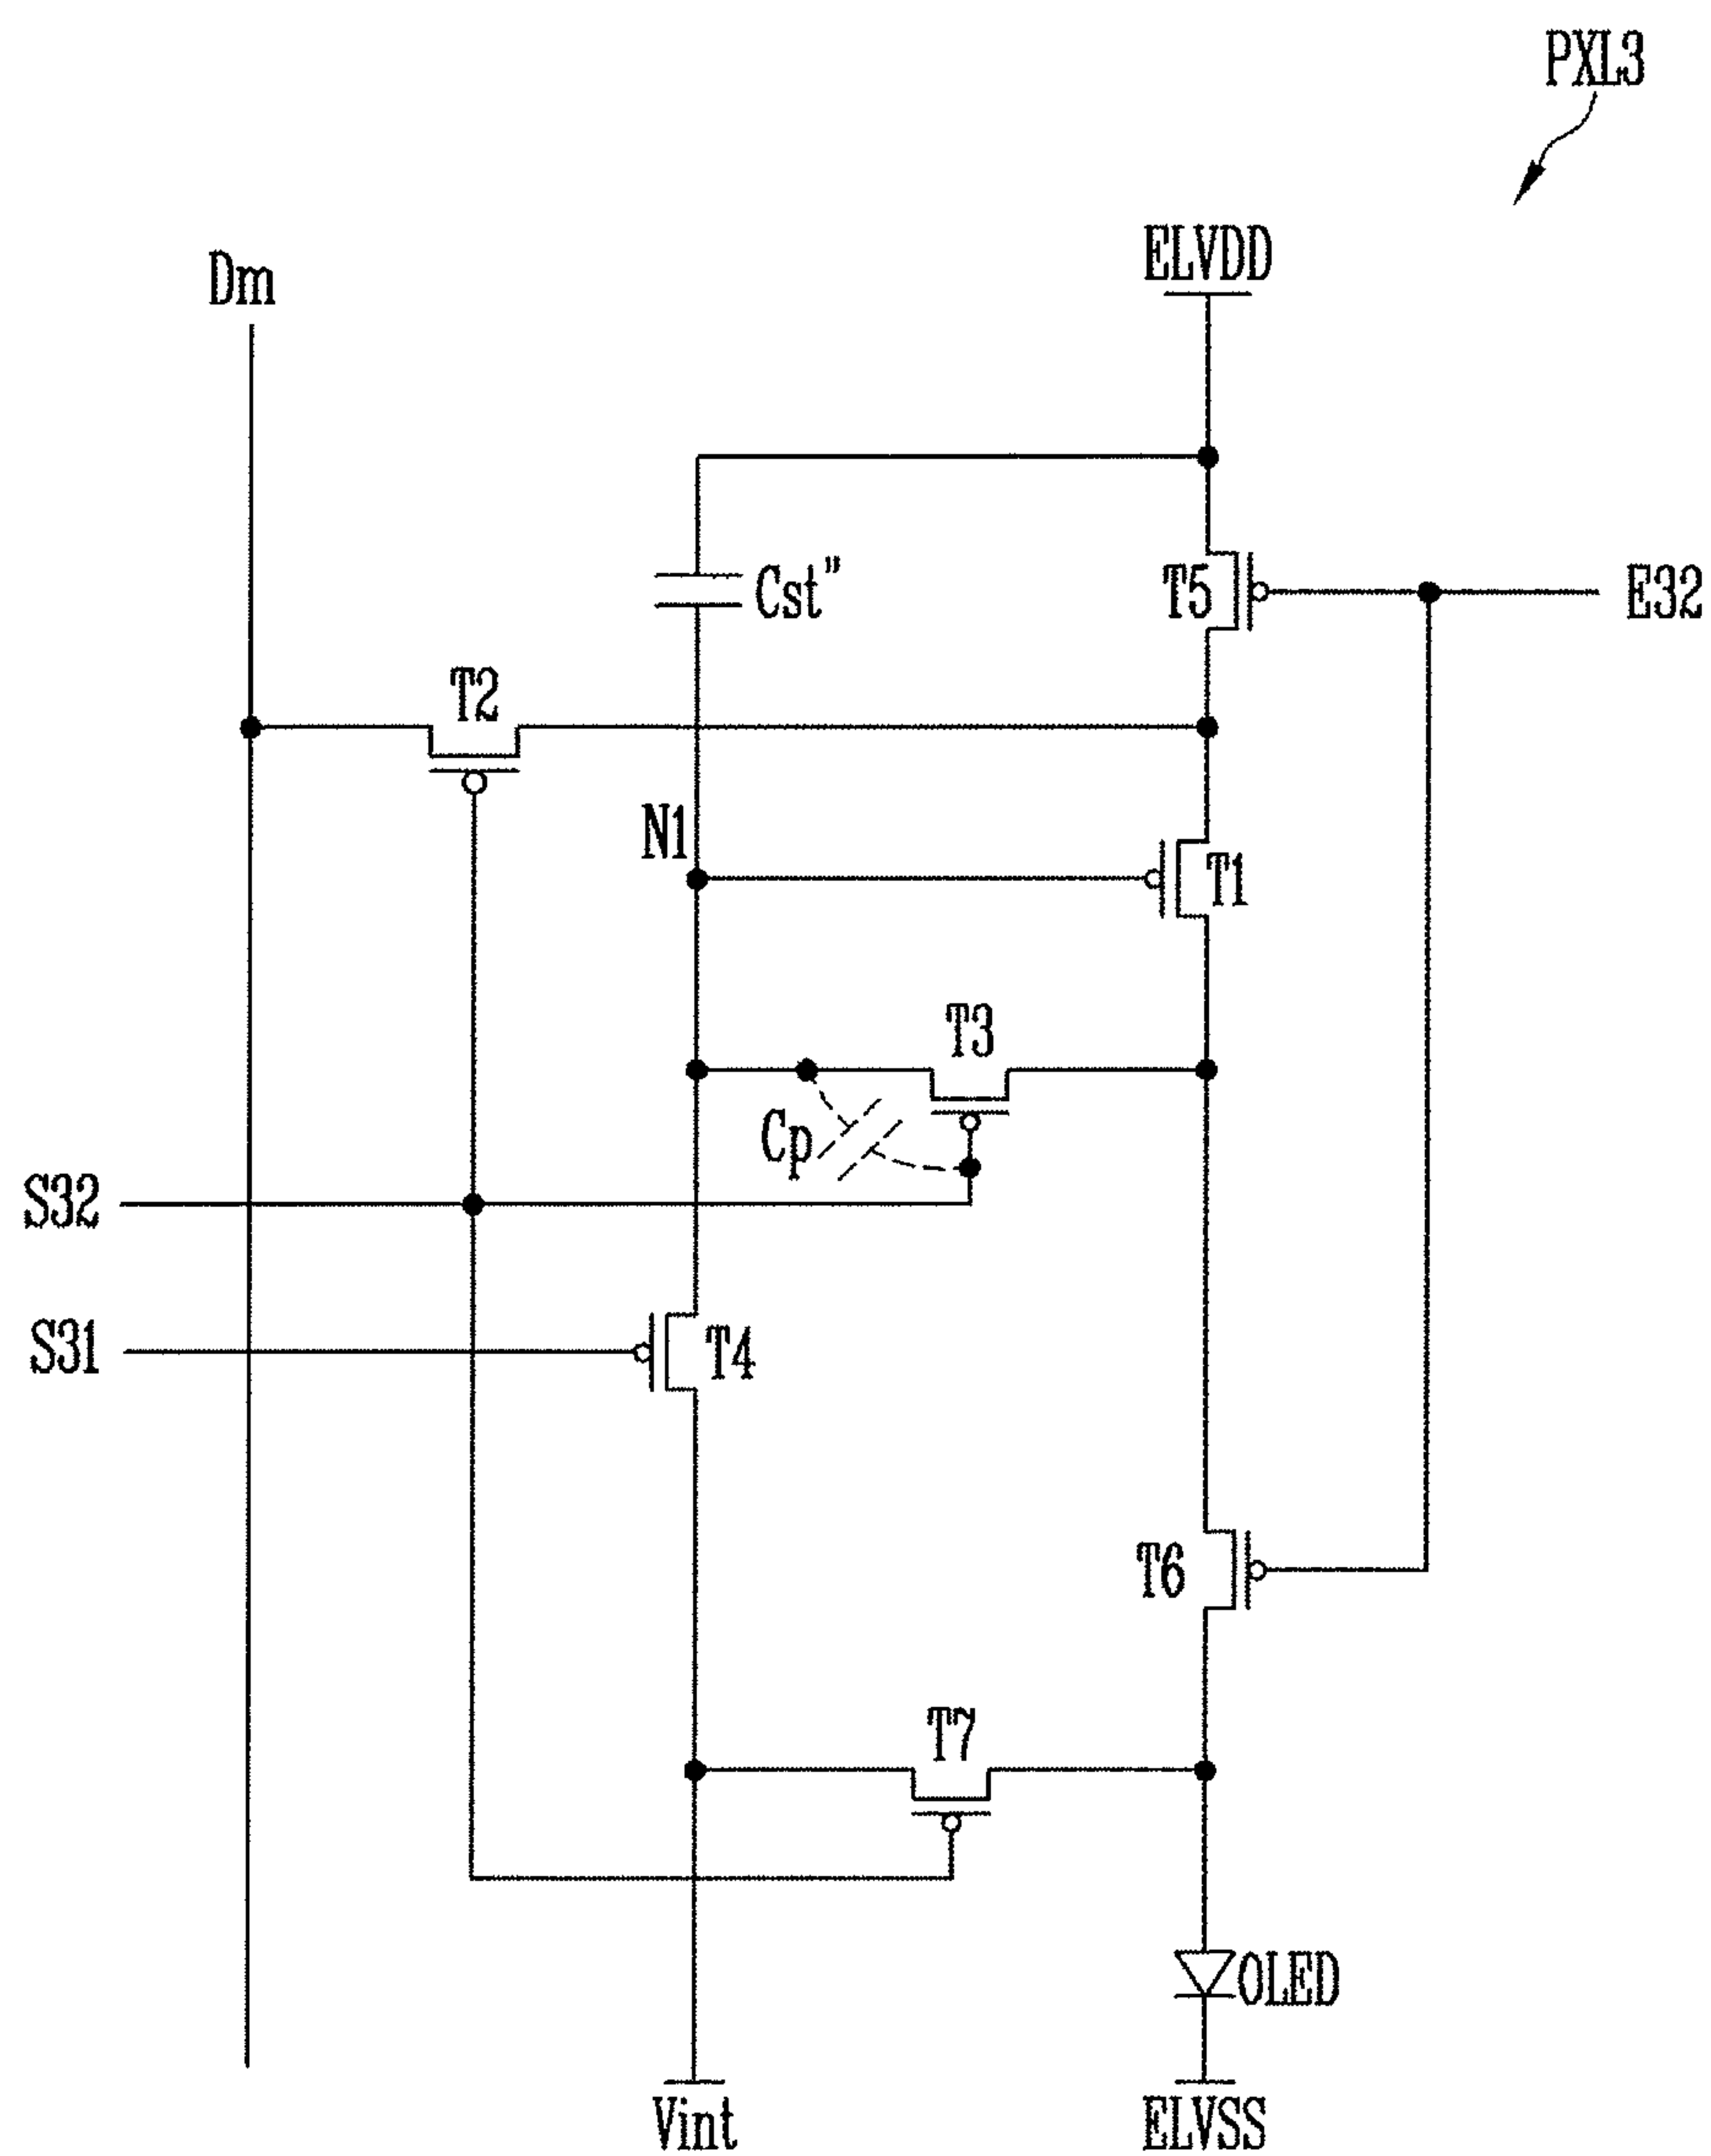 PXL3
ELVDD
Dm
Cst"
T5
E32
T2
N1
T1
T3
Cp
S32
S31
T4
T6
T7
OLED
Vint
ELVSS